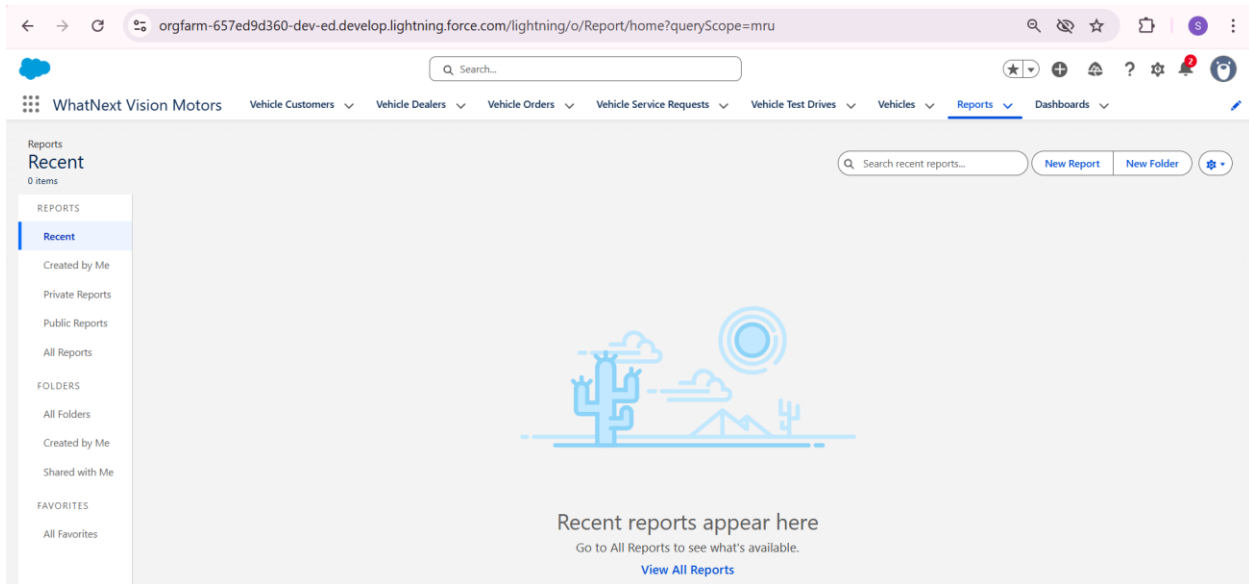 orgfarm-657ed9d360-dev-ed.develop.lightning.force.com/lightning/o/Report/home?queryScope=mru
S
Search...
2
WhatNext Vision Motors Vehicle Customers Vehicle Dealers Vehicle Orders Vehicle Service Requests Vehicle Test Drives Vehicles Reports Dashboards
Reports
Recent
0 items
Search recent reports...
New Report
New Folder
REPORTS
Recent
Created by Me
Private Reports
Public Reports
All Reports
FOLDERS
All Folders
Created by Me
Shared with Me
FAVORITES
All Favorites
Recent reports appear here
Go to All Reports to see what's available.
View All Reports